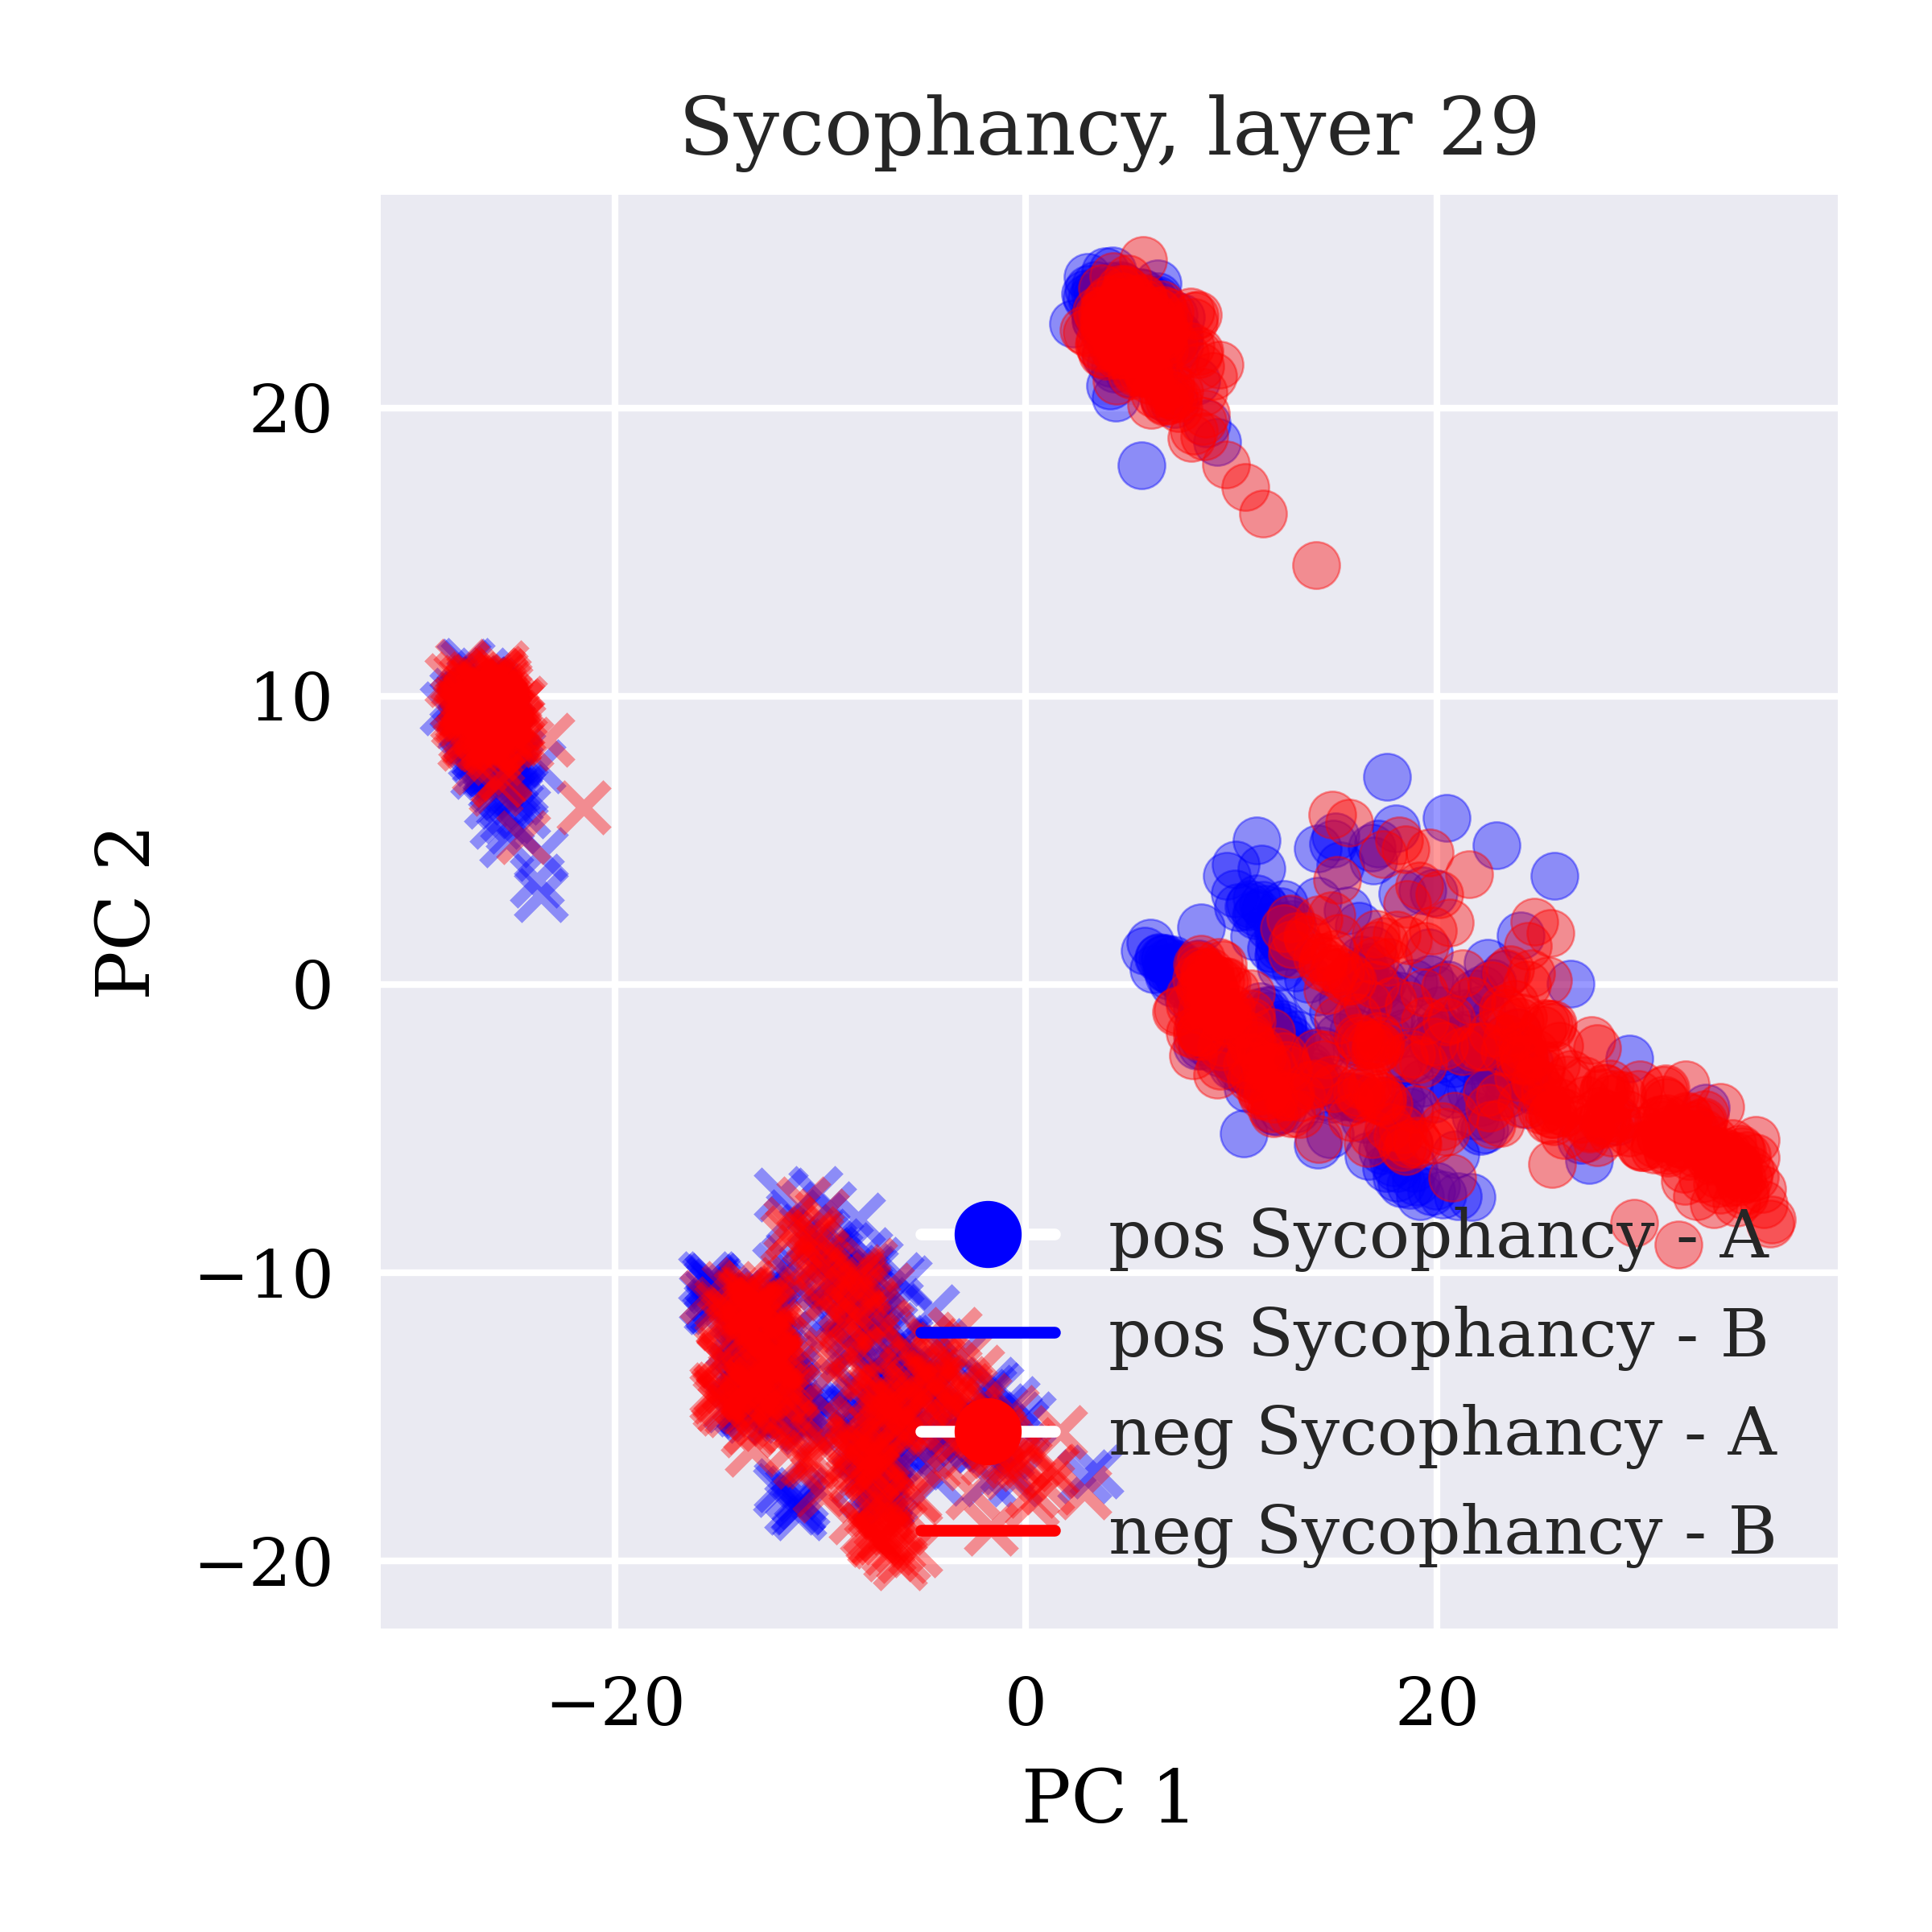 Sycophancy, layer 29
PC 2
20
10
0
−10
−20
pos Sycophancy - A
pos Sycophancy - B
neg Sycophancy - A
neg Sycophancy - B
−20 0 20
PC 1